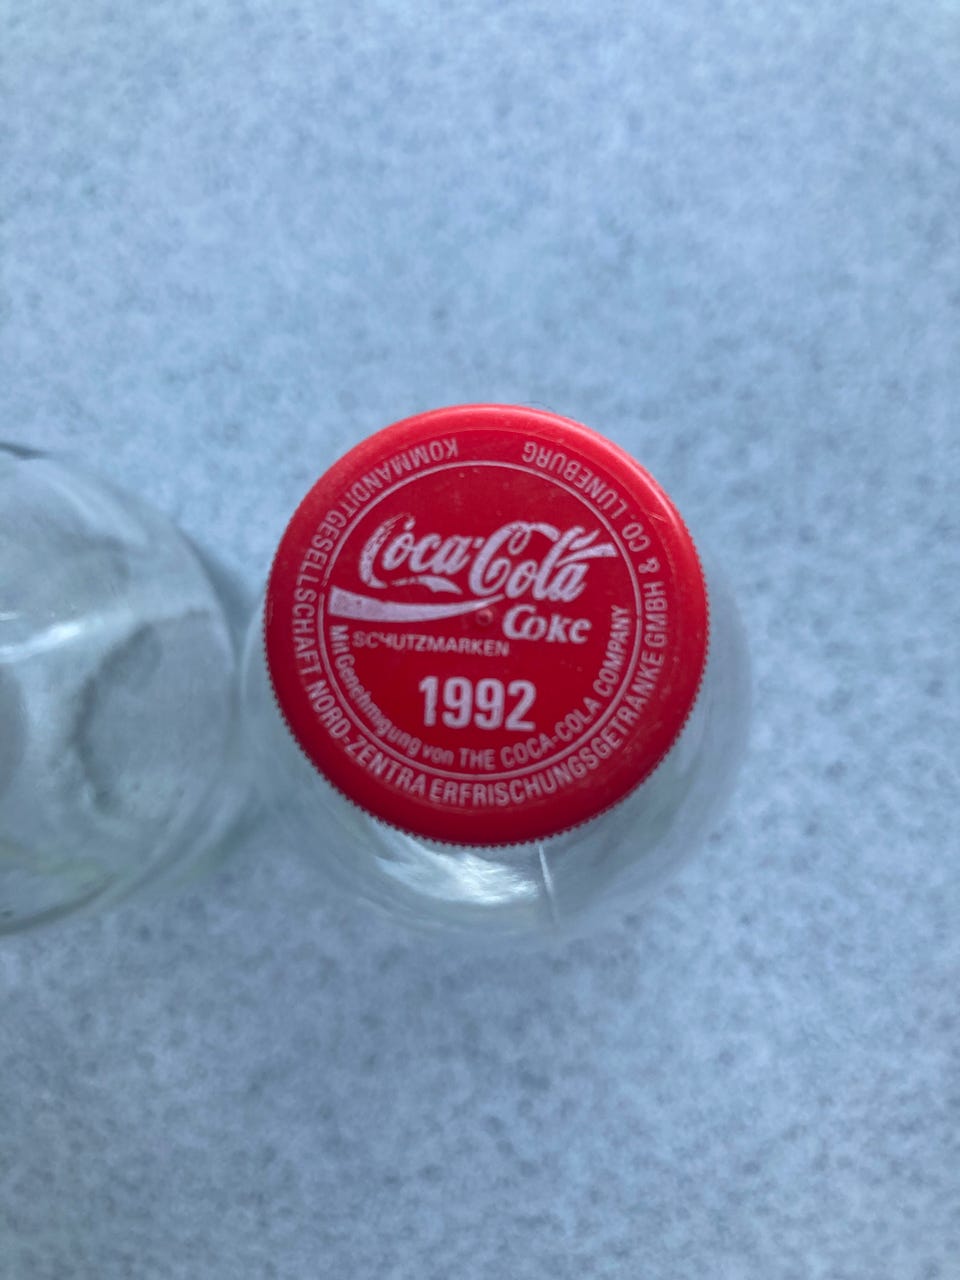 Coca-Cola
Coke
SCHUTZMARKEN
1992
Mit Genehmigung von THE COCA-COLA COMPANY
KOMMANDITGESELLSCHAFT NORD-ZENTRA ERFRISCHUNGSGETRÄNKE GMBH & CO LÜNEBURG